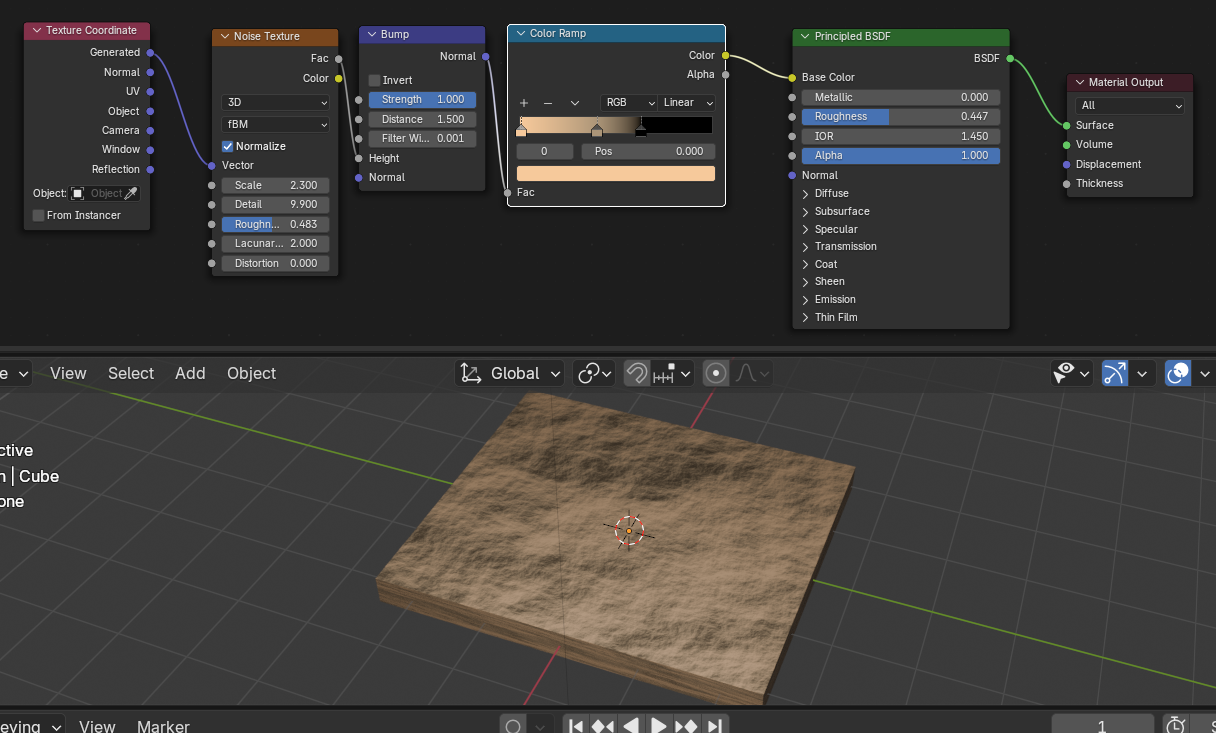 Texture Coordinate
Generated
Normal
UV
Object
Camera
Window
Reflection
Object: Object
From Instancer
Noise Texture
Fac
Color
3D
fBM
Normalize
Vector
Scale 2.300
Detail 9.900
Roughn... 0.483
Lacunar... 2.000
Distortion 0.000
Bump
Normal
Invert
Strength 1.000
Distance 1.500
Filter Wi... 0.001
Height
Normal
Color Ramp
Color
Alpha
RGB Linear
0 Pos 0.000
Fac
Principled BSDF
BSDF
Base Color
Metallic 0.000
Roughness 0.447
IOR 1.450
Alpha 1.000
Normal
Diffuse
Subsurface
Specular
Transmission
Coat
Sheen
Emission
Thin Film
Material Output
All
Surface
Volume
Displacement
Thickness
e View Select Add Object Global
ctive
| Cube
one
eying View Marker 1